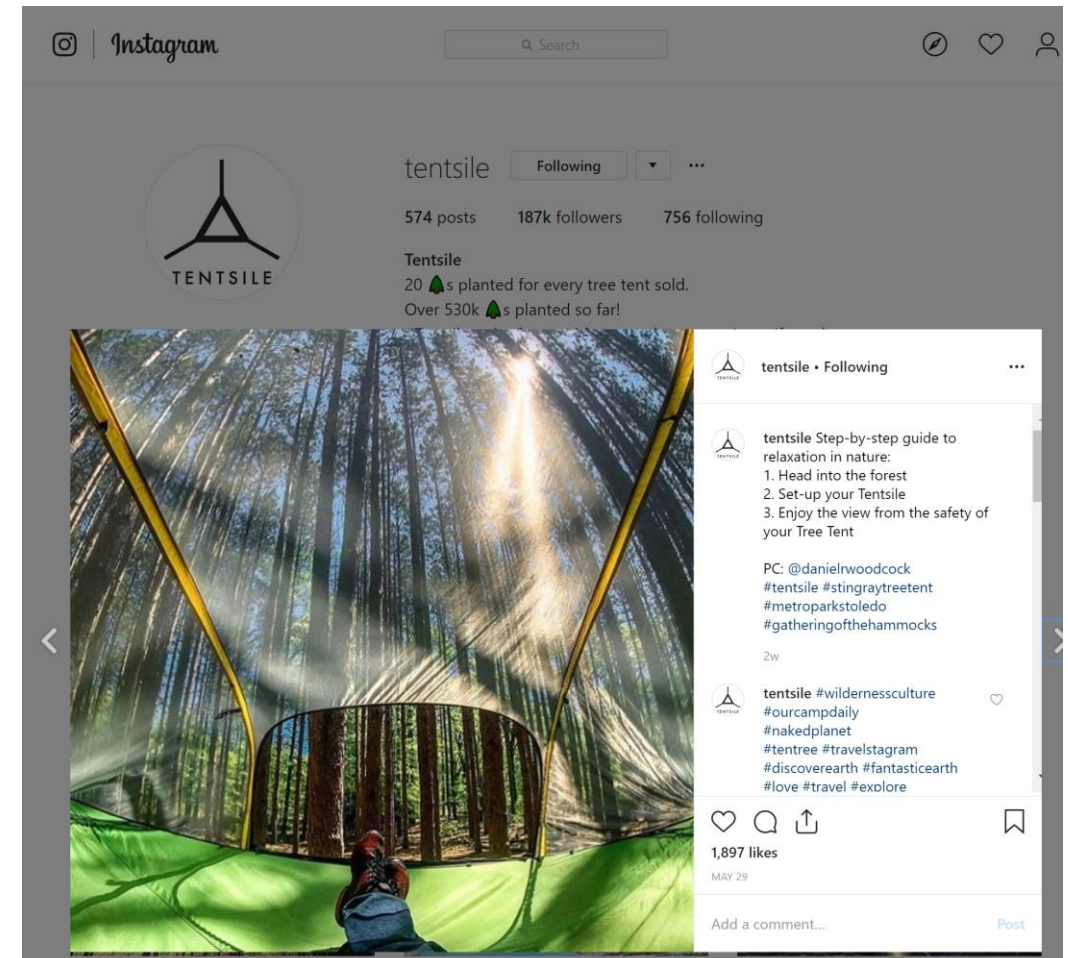 Instagram
Search
TENTSILE
tentsile Following
574 posts 187k followers 756 following
Tentsile
20 🌲s planted for every tree tent sold.
Over 530k 🌲s planted so far!
tentsile • Following
tentsile Step-by-step guide to
relaxation in nature:
1. Head into the forest
2. Set-up your Tentsile
3. Enjoy the view from the safety of
your Tree Tent
PC: @danielrwoodcock
#tentsile #stingraytreetent
#metroparkstoledo
#gatheringofthehammocks
2w
tentsile #wildernessculture
#ourcampdaily
#nakedplanet
#tentree #travelstagram
#discoverearth #fantasticearth
#love #travel #explore
1,897 likes
MAY 29
Add a comment... Post